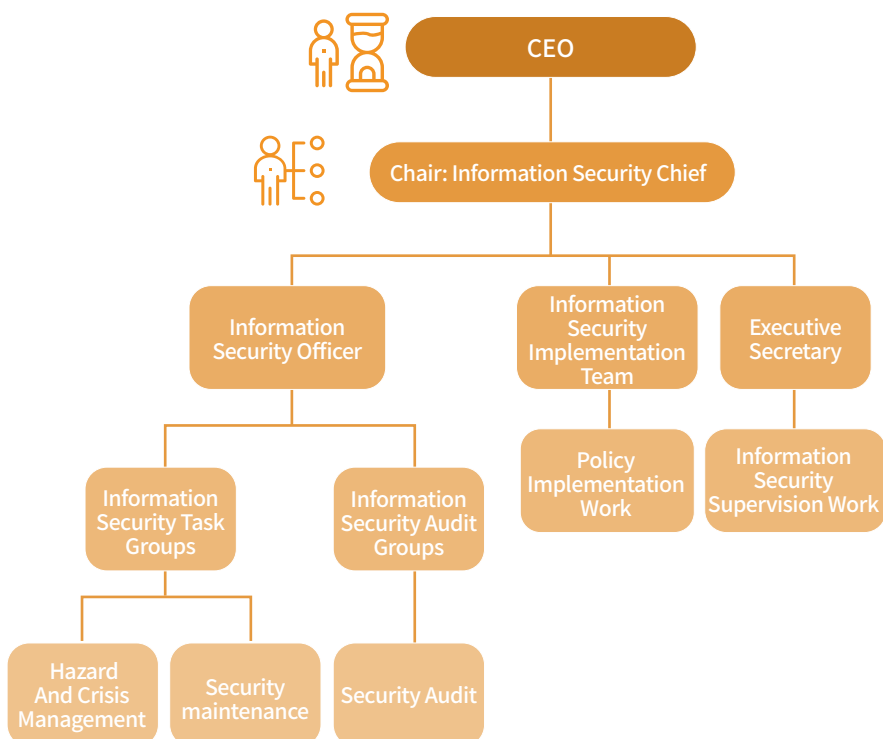 CEO
Chair: Information Security Chief
Information
Security Officer
Information
Security
Implementation
Team
Executive
Secretary
Policy
Implementation
Work
Information
Security
Supervision Work
Information
Security Task
Groups
Information
Security Audit
Groups
Hazard
And Crisis
Management
Security
maintenance
Security Audit